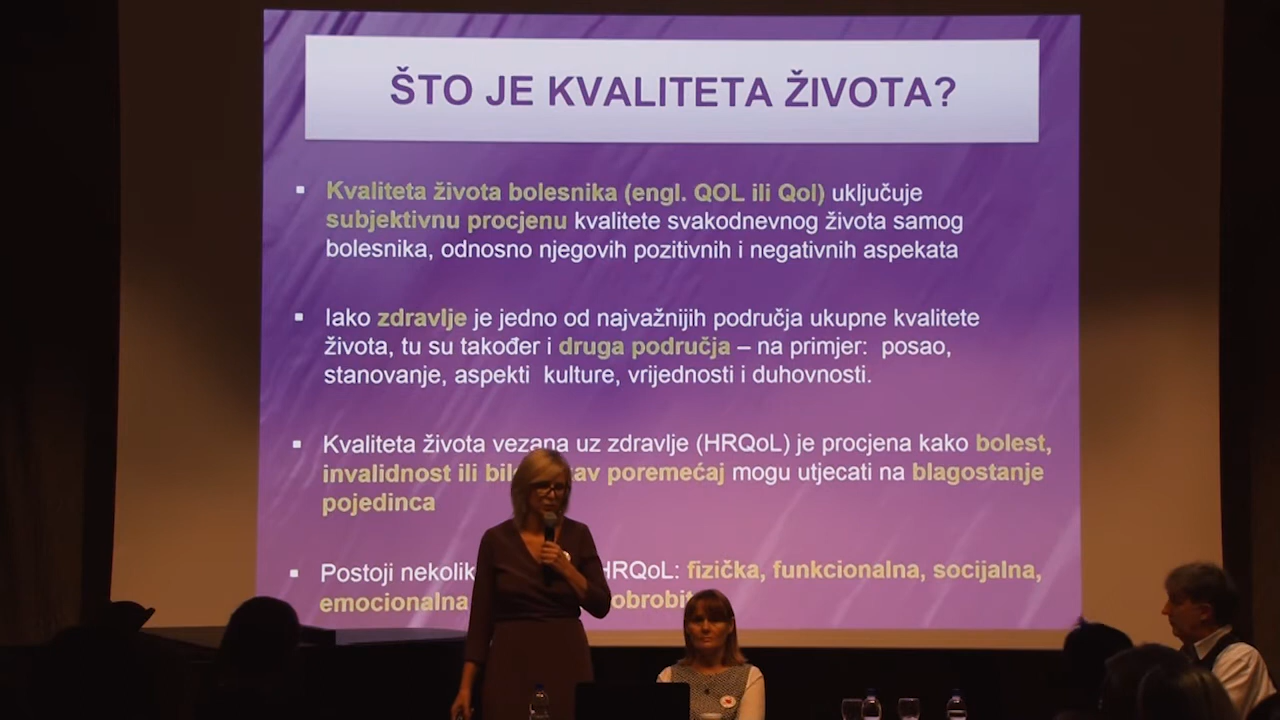 ŠTO JE KVALITETA ŽIVOTA?
Kvaliteta života bolesnika (engl. QOL ili Qol) uključuje
subjektivnu procjenu kvalitete svakodnevnog života samog
bolesnika, odnosno njegovih pozitivnih i negativnih aspekata
Iako zdravlje je jedno od najvažnijih područja ukupne kvalitete
života, tu su također i druga područja – na primjer: posao,
stanovanje, aspekti kulture, vrijednosti i duhovnosti.
Kvaliteta života vezana uz zdravlje (HRQoL) je procjena kako bolest,
invalidnost ili poremećaj mogu utjecati na blagostanje
pojedinca
Postoji HRQoL: fizička, funkcionalna, socijalna,
emocionalna